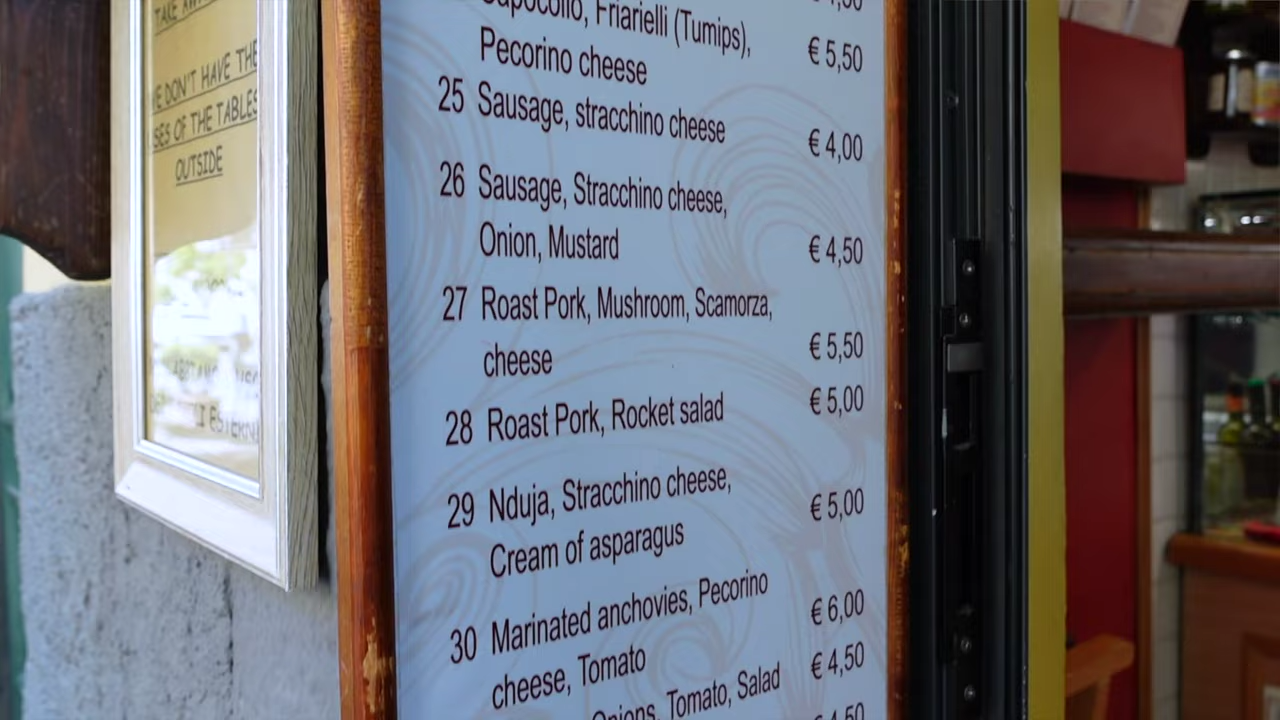 TAKE
WE DON'T HAVE THE
SES OF THE TABLES
OUTSIDE
Capocollo, Friarielli (Turnips),
Pecorino cheese € 5,50
25 Sausage, stracchino cheese € 4,00
26 Sausage, Stracchino cheese,
Onion, Mustard € 4,50
27 Roast Pork, Mushroom, Scamorza,
cheese € 5,50
28 Roast Pork, Rocket salad € 5,00
29 Nduja, Stracchino cheese,
Cream of asparagus € 5,00
30 Marinated anchovies, Pecorino
cheese, Tomato € 6,00
Onions, Tomato, Salad € 4,50
4,50